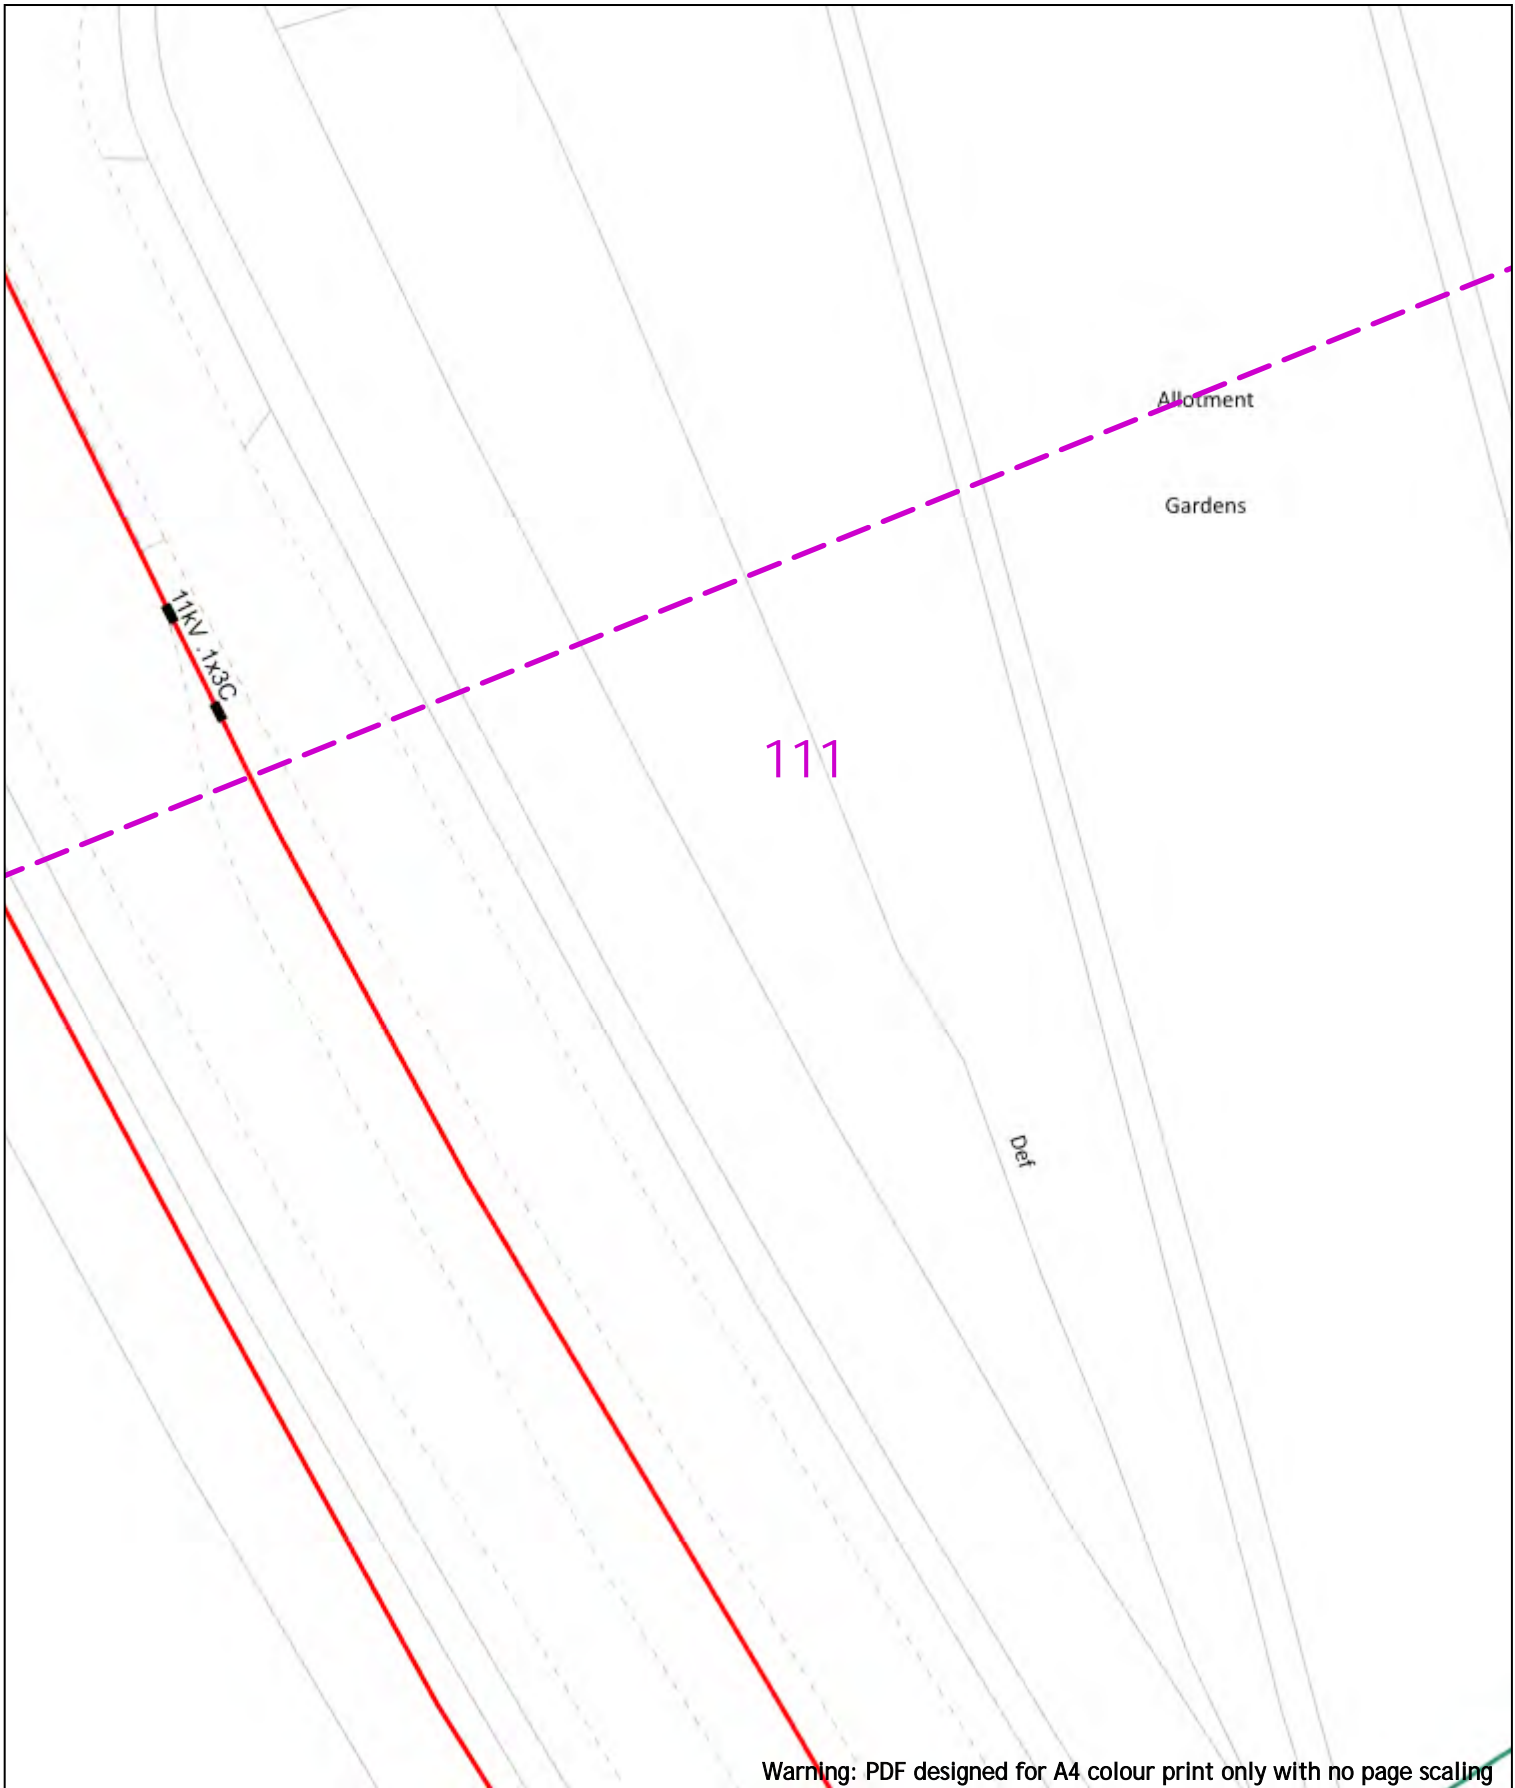 Allotment
Gardens
11kV .1x3C
111
Def
Warning: PDF designed for A4 colour print only with no page scaling